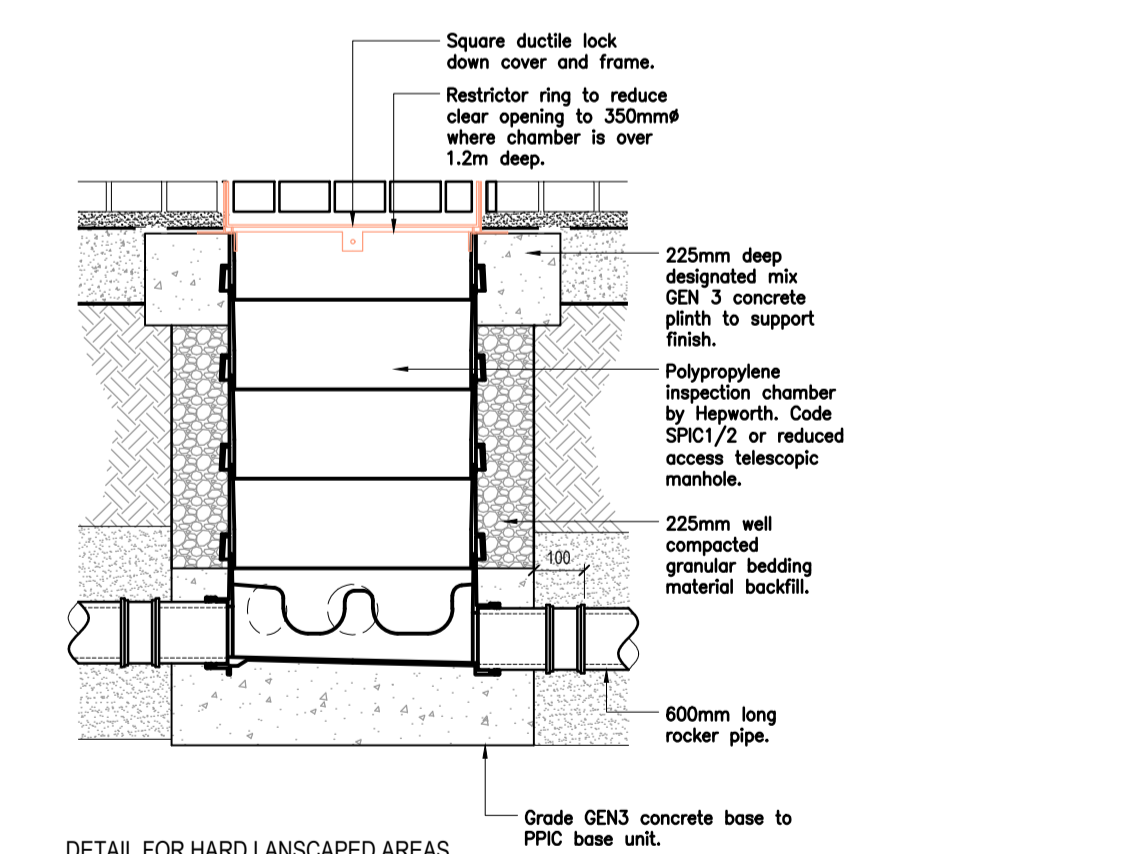 Square ductile lock
down cover and frame.
Restrictor ring to reduce
clear opening to 350mmø
where chamber is over
1.2m deep.
225mm deep
designated mix
GEN 3 concrete
plinth to support
finish.
Polypropylene
inspection chamber
by Hepworth. Code
SPIC1/2 or reduced
access telescopic
manhole.
225mm well
compacted
granular bedding
material backfill.
100
600mm long
rocker pipe.
Grade GEN3 concrete base to
PPIC base unit.
DETAIL FOR HARD LANSCAPED AREAS